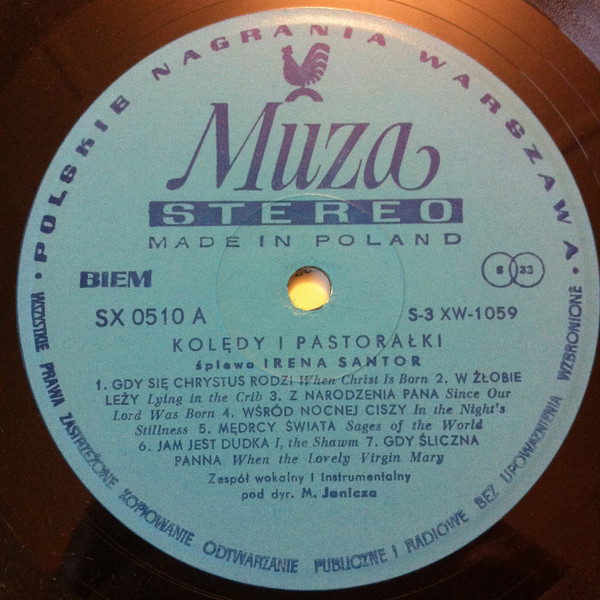 • POLSKIE NAGRANIA WARSZAWA •
Muza
STEREO
MADE IN POLAND
BIEM
S 33
SX 0510 A
S-3 XW-1059
KOLĘDY I PASTORAŁKI
śpiewa IRENA SANTOR
1. GDY SIĘ CHRYSTUS RODZI When Christ Is Born 2. W ŻŁOBIE
LEŻY Lying in the Crib 3. Z NARODZENIA PANA Since Our
Lord Was Born 4. WŚRÓD NOCNEJ CISZY In the Night's
Stillness 5. MĘDRCY ŚWIATA Sages of the World
6. JAM JEST DUDKA I, the Shawm 7. GDY ŚLICZNA
PANNA When the Lovely Virgin Mary
Zespół wokalny i instrumentalny
pod dyr. M. Janicza
WSZYSTKIE PRAWA ZASTRZEŻONE KOPIOWANIE ODTWARZANIE PUBLICZNE I RADIOWE BEZ UPOWAŻNIENIA WZBRONIONE